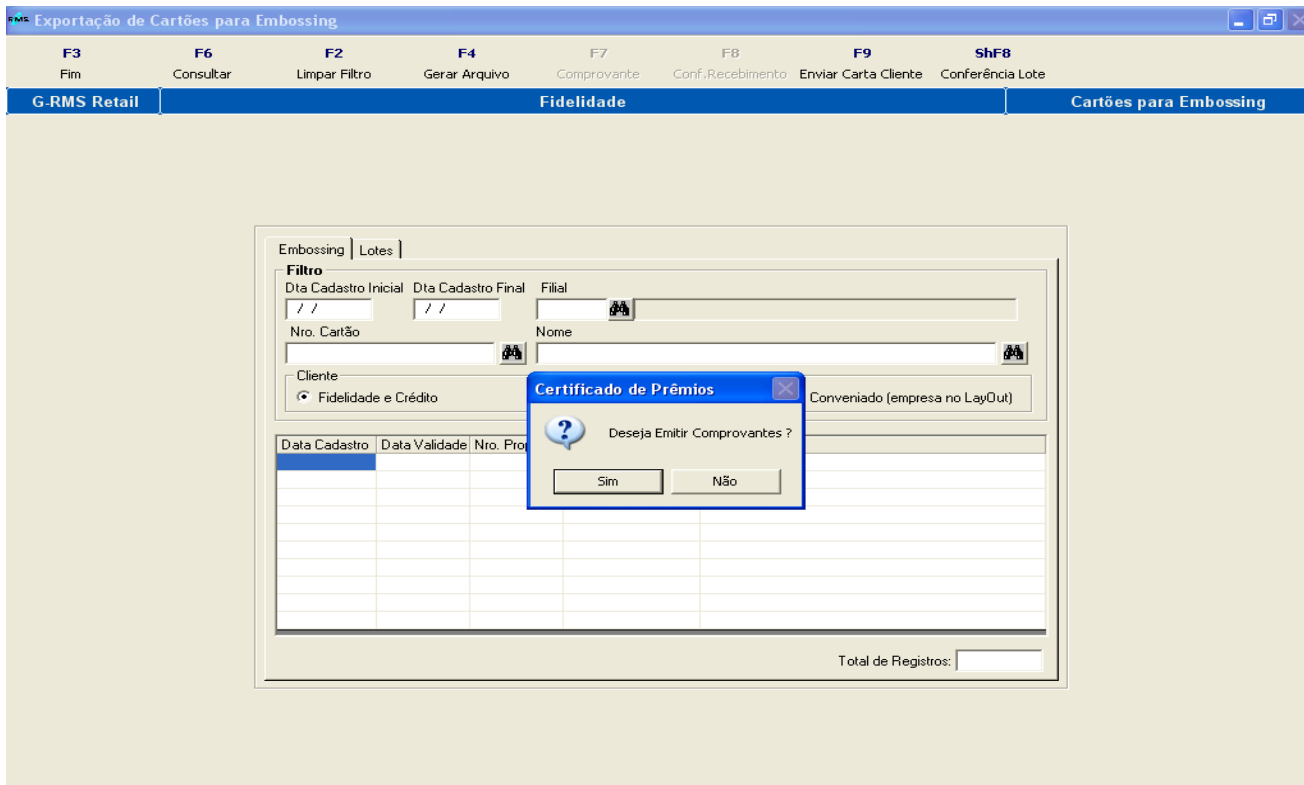 RMS Exportação de Cartões para Embossing
F3 F6 F2 F4 F7 F8 F9 ShF8
Fim Consultar Limpar Filtro Gerar Arquivo Comprovante Conf.Recebimento Enviar Carta Cliente Conferência Lote
G-RMS Retail Fidelidade Cartões para Embossing
Embossing Lotes
Filtro
Dta Cadastro Inicial Dta Cadastro Final Filial
/ / / /
Nro. Cartão Nome
Cliente
Fidelidade e Crédito Conveniado (empresa no LayOut)
Certificado de Prêmios
Deseja Emitir Comprovantes ?
Sim Não
Data Cadastro Data Validade Nro. Prop
Total de Registros: